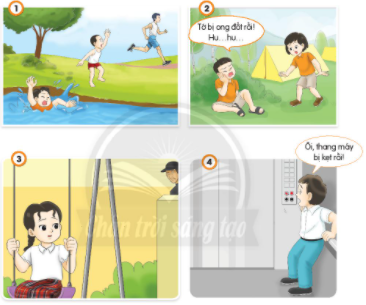 1
2
Tớ bị ong đốt rồi!
Hu...hu...
3
4
Ôi, thang máy
bị kẹt rồi!
Chân trời sáng tạo